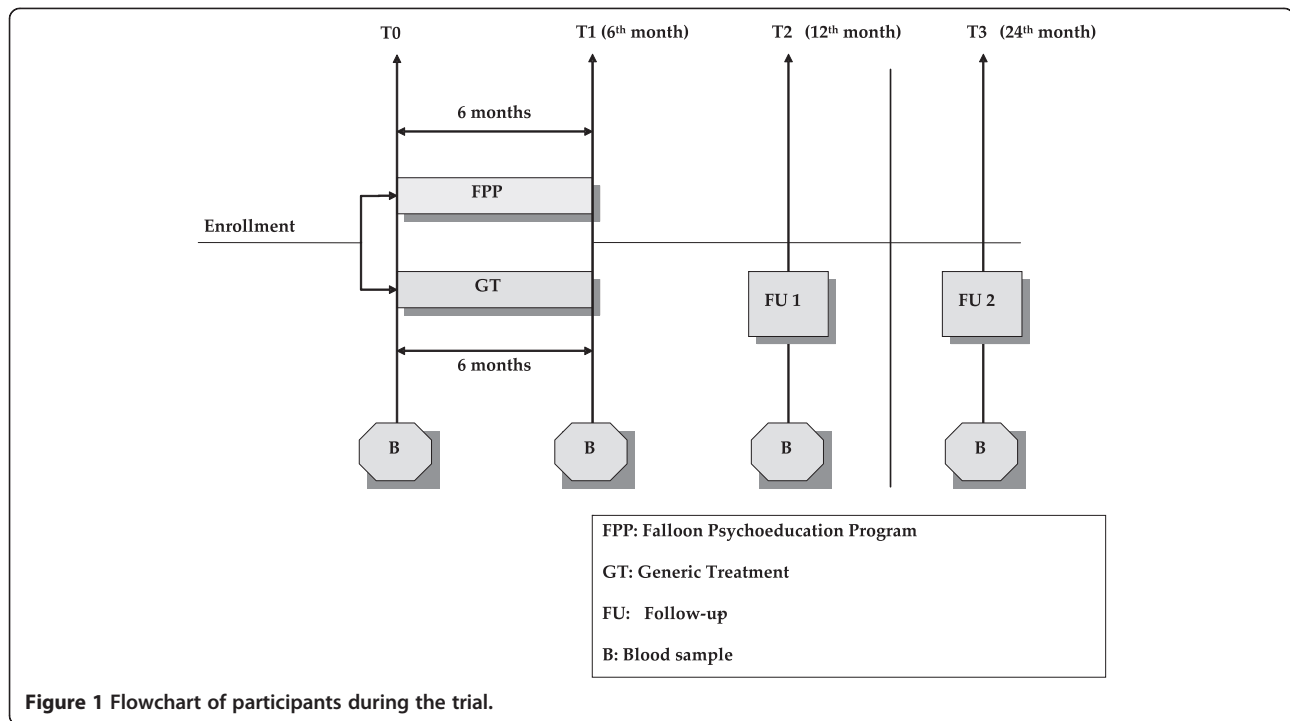 T0
T1 (6th month)
T2 (12th month)
T3 (24th month)
6 months
FPP
Enrollment
GT
FU 1
FU 2
6 months
B
B
B
B
FPP: Falloon Psychoeducation Program
GT: Generic Treatment
FU: Follow-up
B: Blood sample
Figure 1 Flowchart of participants during the trial.